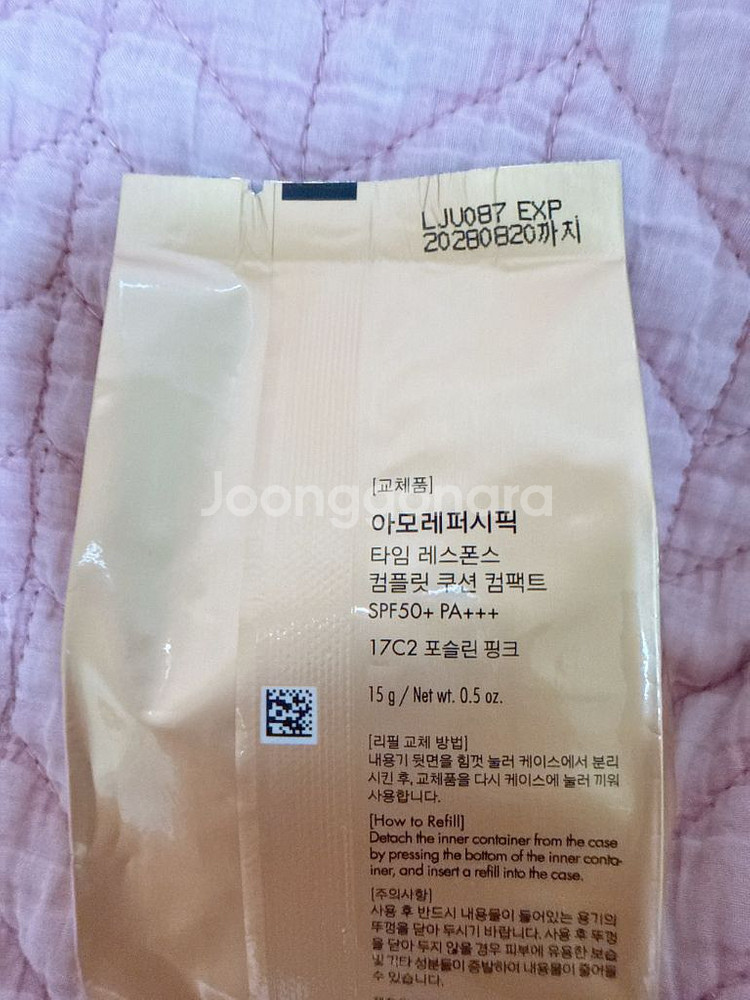 LJU087 EXP
20280820까지
[교체품]
Joonggonara
아모레퍼시픽
타임 레스폰스
컴플릿 쿠션 컴팩트
SPF50+ PA+++
17C2 포슬린 핑크
15 g / Net wt. 0.5 oz.
[리필 교체 방법]
내용기 뒷면을 힘껏 눌러 케이스에서 분리
시킨 후, 교체품을 다시 케이스에 눌러 끼워
사용합니다.
[How to Refill]
Detach the inner container from the case
by pressing the bottom of the inner conta-
iner, and insert a refill into the case.
[주의사항]
사용 후 반드시 내용물이 들어있는 용기의
뚜껑을 닫아 두시기 바랍니다. 사용 후 뚜껑
을 닫아 두지 않을 경우 피부에 유용한 보습
및 기타 성분들이 증발하여 내용물이 줄어들
수 있습니다.